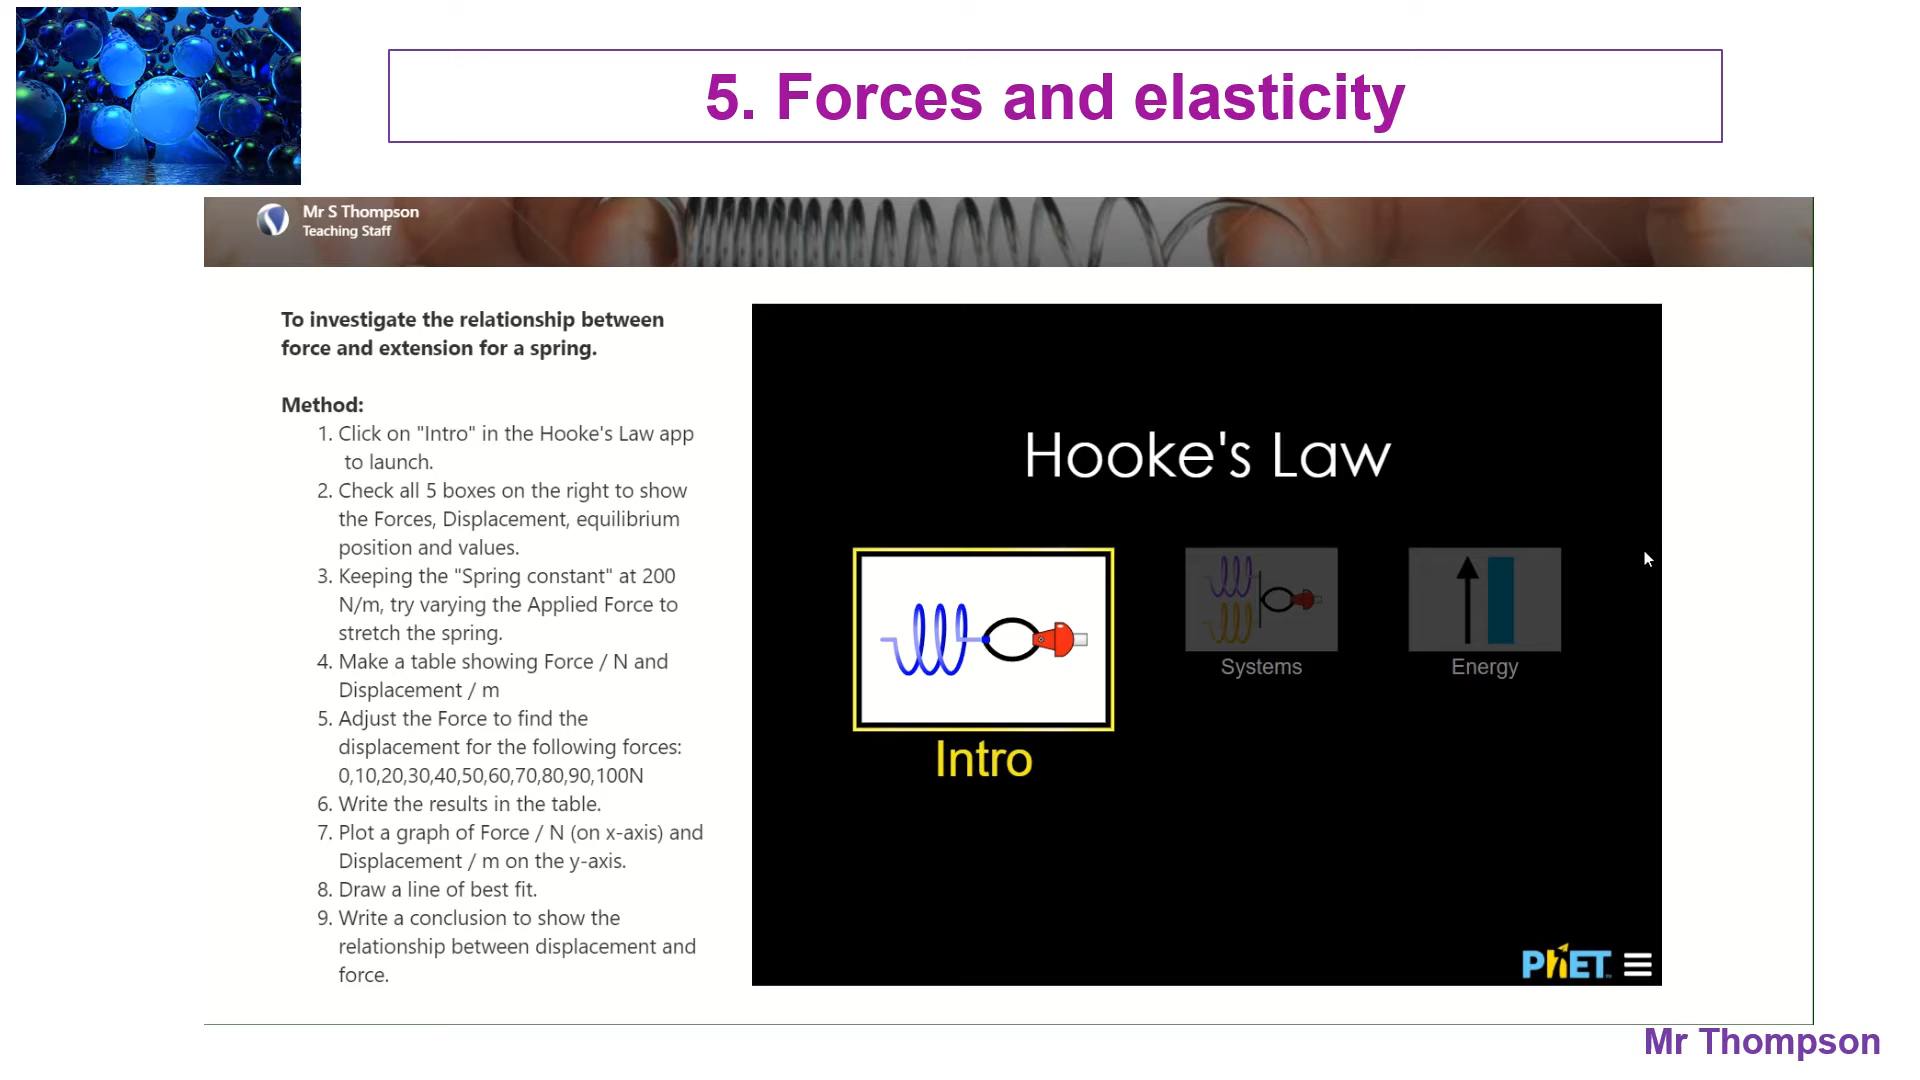 5. Forces and elasticity
Mr S Thompson
Teaching Staff
To investigate the relationship between
force and extension for a spring.
Method:
1. Click on "Intro" in the Hooke's Law app
to launch.
2. Check all 5 boxes on the right to show
the Forces, Displacement, equilibrium
position and values.
3. Keeping the "Spring constant" at 200
N/m, try varying the Applied Force to
stretch the spring.
4. Make a table showing Force / N and
Displacement / m
5. Adjust the Force to find the
displacement for the following forces:
0,10,20,30,40,50,60,70,80,90,100N
6. Write the results in the table.
7. Plot a graph of Force / N (on x-axis) and
Displacement / m on the y-axis.
8. Draw a line of best fit.
9. Write a conclusion to show the
relationship between displacement and
force.
Hooke's Law
Intro
Systems
Energy
PhET
Mr Thompson